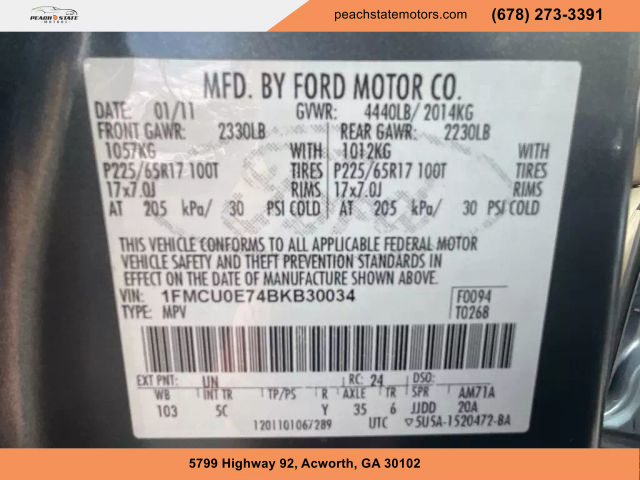 PEACH STATE
MOTORS
peachstatemotors.com (678) 273-3391
MFD. BY FORD MOTOR CO.
DATE: 01/11 GVWR: 4440LB/ 2014KG
FRONT GAWR: 2330LB REAR GAWR: 2230LB
1057KG WITH 1012KG WITH
P225/65R17 100T TIRES P225/65R17 100T TIRES
17x7.0J RIMS 17x7.0J RIMS
AT 205 kPa/ 30 PSI COLD AT 205 kPa/ 30 PSI COLD
THIS VEHICLE CONFORMS TO ALL APPLICABLE FEDERAL MOTOR
VEHICLE SAFETY AND THEFT PREVENTION STANDARDS IN
EFFECT ON THE DATE OF MANUFACTURE SHOWN ABOVE.
VIN: 1FMCU0E74BKB30034 F0094
TYPE: MPV T0268
EXT PNT: UN RC: 24 DSO:
WB INT TR TP/PS R AXLE TR SPR AM71A
103 5C Y 35 6 JJDD 20A
1201101067289 UTC ▽5U5A-1520472-BA
5799 Highway 92, Acworth, GA 30102